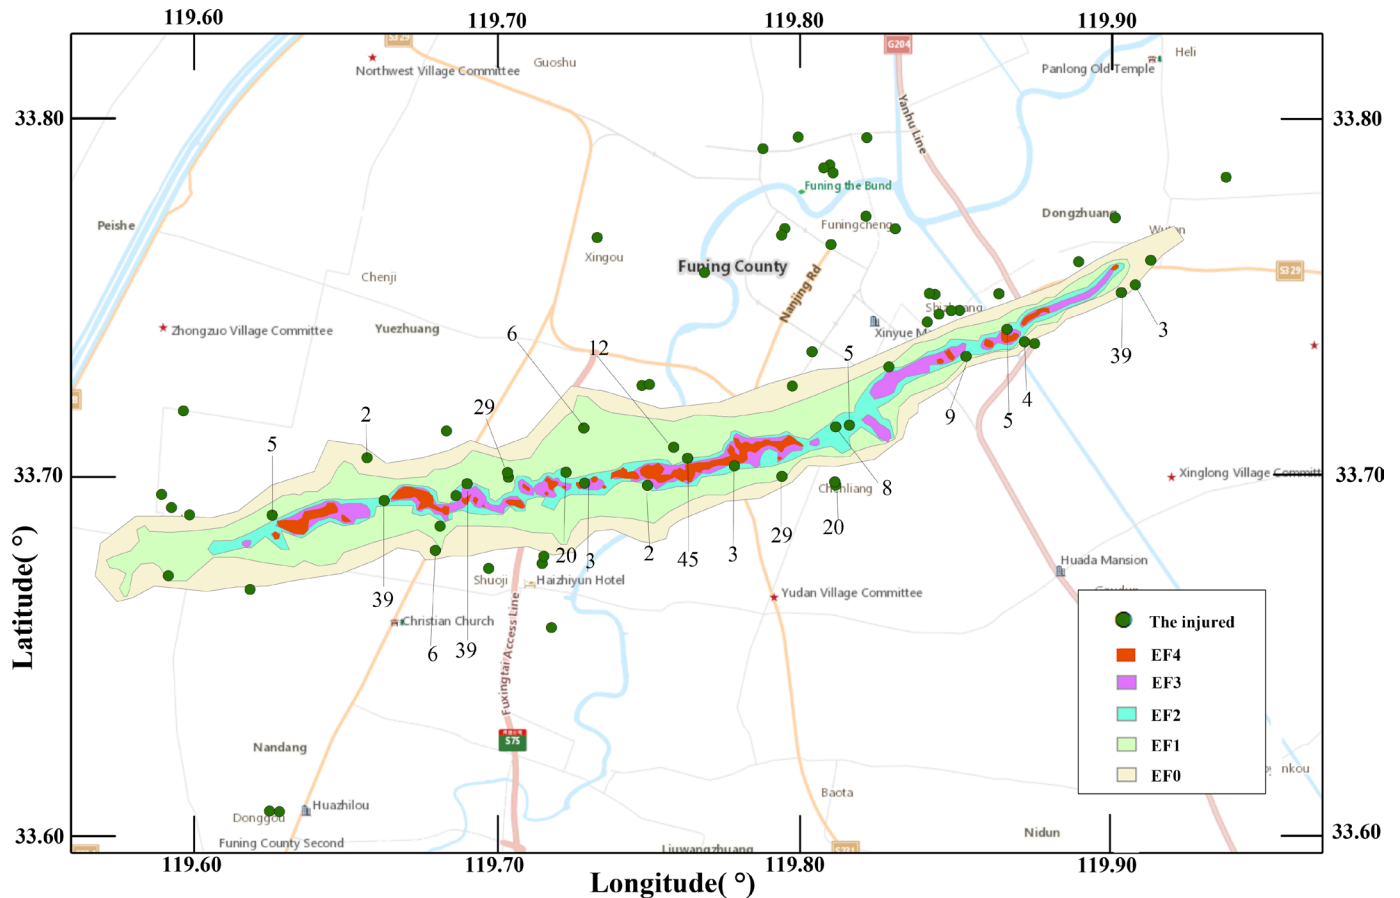 119.60 119.70 119.80 119.90
S329
G204
Heli
Guoshu
Northwest Village Committee
Panlong Old Temple
33.80
33.80
Yanhu Line
Funing the Bund
Dongzhuang
Peishe
Funingcheng
Xingou
Funing County
Chenji
S329
Nanjing Rd
Shizhuang
Zhongzuo Village Committee
Yuezhuang
Xinyue M
6
12
5
3
39
2
29
9
5
4
5
33.70
Xinglong Village Committ
33.70
8
Chenliang
20
29
20
3
2
45
3
Huada Mansion
Shuoji
Haizhiyun Hotel
39
Yudan Village Committee
Christian Church
6
39
Fuxingtai Access Line
Latitude( °)
The injured
EF4
EF3
EF2
EF1
EF0
S75
Nandang
nkou
Baota
Huazhilou
Donggou
Nidun
33.60
33.60
Funing County Second
Liuwangzhuang
119.60 119.70 119.80 119.90
Longitude( °)